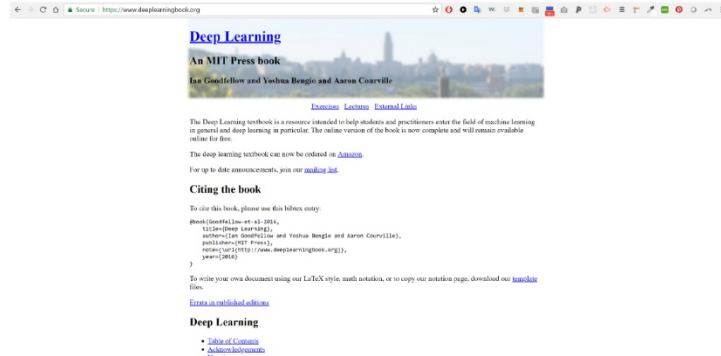 Secure | https://www.deeplearningbook.org
Deep Learning
An MIT Press book
Ian Goodfellow and Yoshua Bengio and Aaron Courville
Exercises Lectures External Links
The Deep Learning textbook is a resource intended to help students and practitioners enter the field of machine learning
in general and deep learning in particular. The online version of the book is now complete and will remain available
online for free.
The deep learning textbook can now be ordered on Amazon.
For up to date announcements, join our mailing list.
Citing the book
To cite this book, please use this bibtex entry:
@book{Goodfellow-et-al-2016,
title={Deep Learning},
author={Ian Goodfellow and Yoshua Bengio and Aaron Courville},
publisher={MIT Press},
note={\url{http://www.deeplearningbook.org}},
year={2016}
}
To write your own document using our LaTeX style, math notation, or to copy our notation page, download our template
files.
Errata in published editions
Deep Learning
• Table of Contents
• Acknowledgements